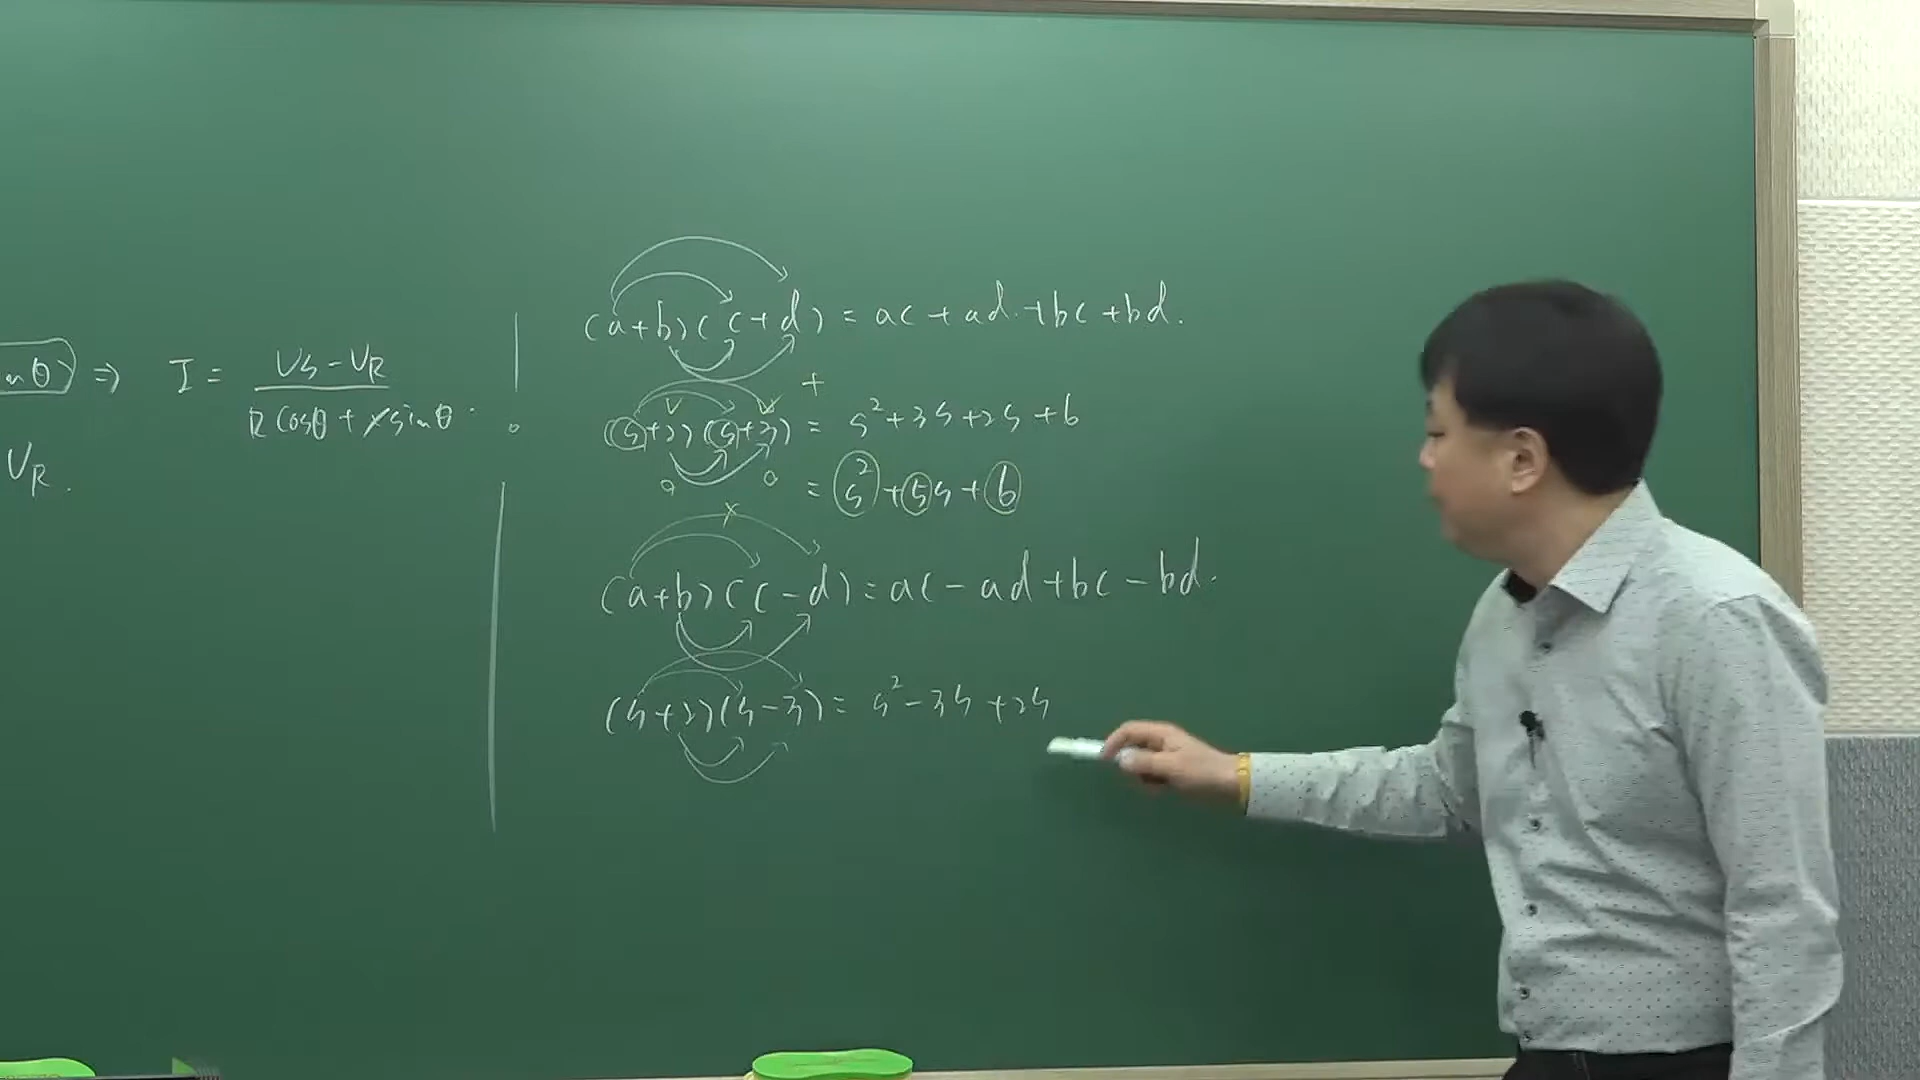 in θ) ⇒ I = (Vs − VR) / (R cosθ + X sinθ).
VR.
(a+b)(c+d) = ac + ad + bc + bd.
+
(s+2)(s+3) = s² + 3s + 2s + 6
= s² + 5s + 6
x
(a+b)(c−d) = ac − ad + bc − bd.
(s+2)(s−3) = s² − 3s + 2s